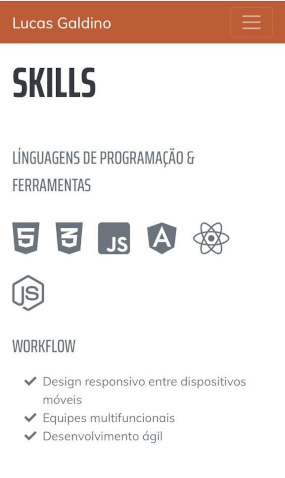 Lucas Galdino
SKILLS
LÍNGUAGENS DE PROGRAMAÇÃO &
FERRAMENTAS
5 3 JS A
JS
WORKFLOW
Design responsivo entre dispositivos
móveis
Equipes multifuncionais
Desenvolvimento ágil